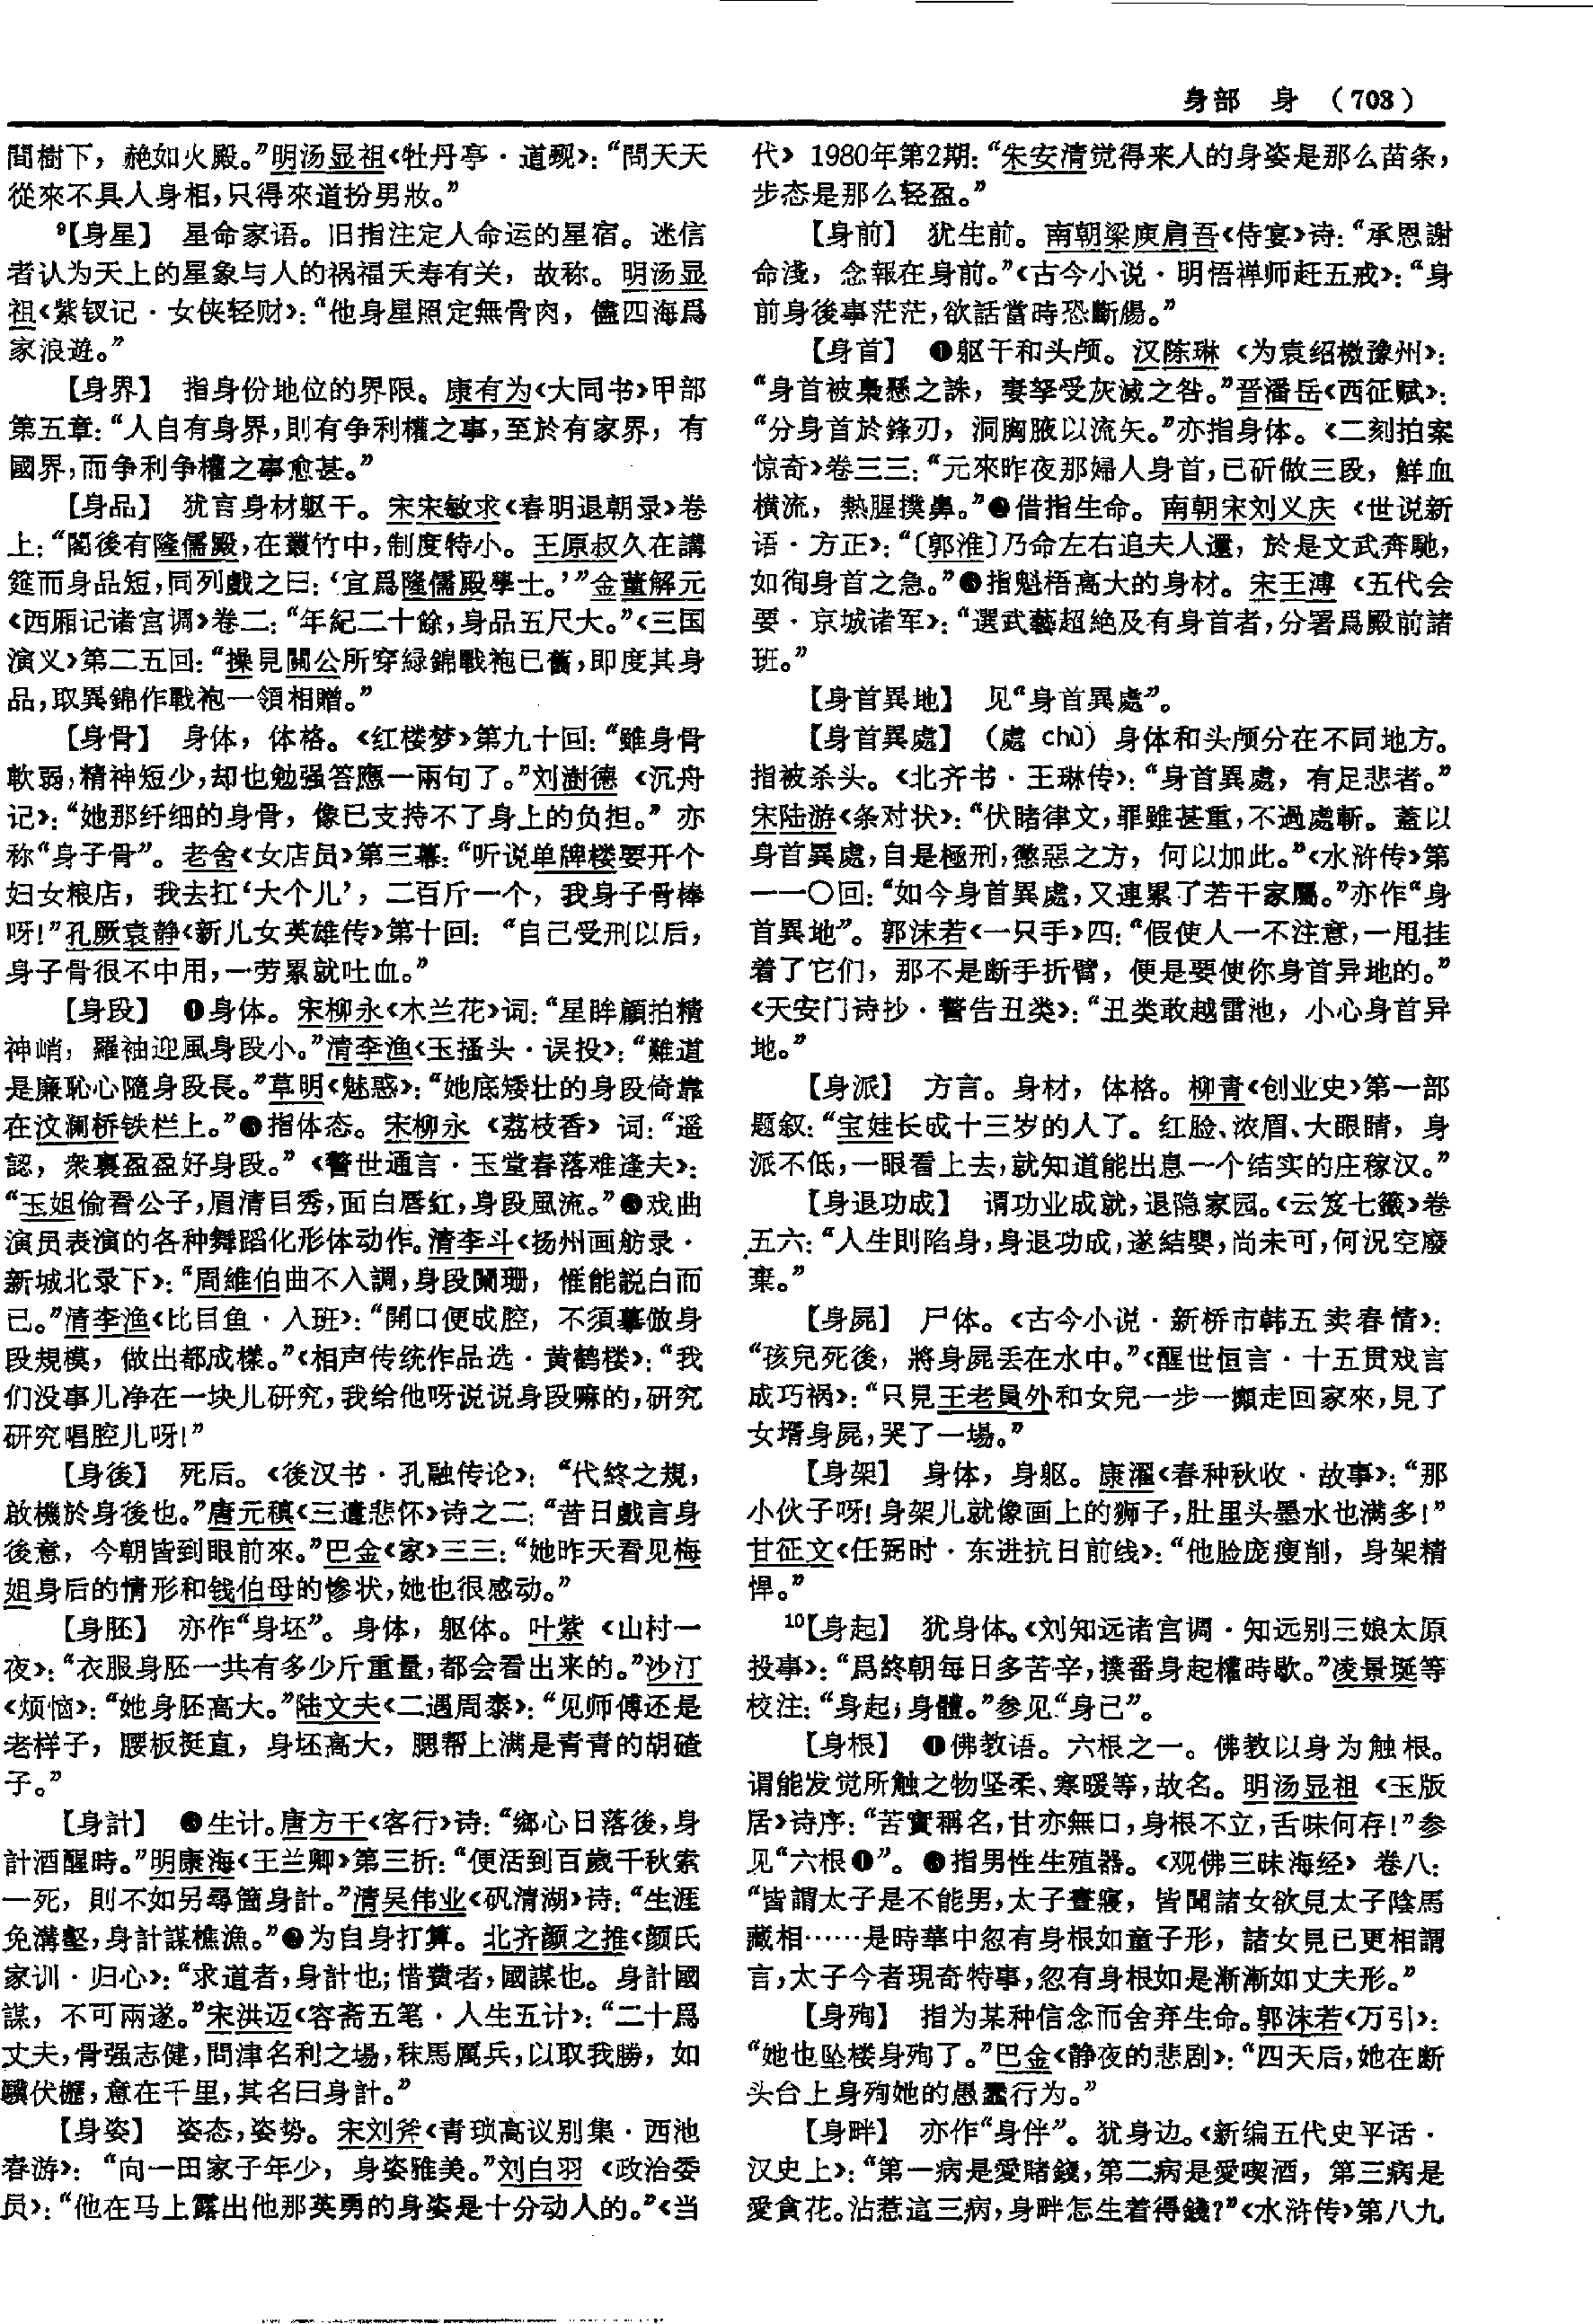 身部 身 （703）
間樹下，赩如火殿。”明汤显祖《牡丹亭·道觋》：“問天天
從來不具人身相，只得來道扮男妝。”
⁹【身星】 星命家语。旧指注定人命运的星宿。迷信
者认为天上的星象与人的祸福夭寿有关，故称。明汤显
祖《紫钗记·女侠轻财》：“他身星照定無骨肉，儘四海爲
家浪遊。”
【身界】 指身份地位的界限。康有为《大同书》甲部
第五章：“人自有身界，則有争利權之事，至於有家界，有
國界，而争利争權之事愈甚。”
【身品】 犹言身材躯干。宋宋敏求《春明退朝录》卷
上：“閣後有隆儒殿，在叢竹中，制度特小。王原叔久在講
筵而身品短，同列戲之曰：‘宜爲隆儒殿學士。’”金董解元
《西厢记诸宫调》卷二：“年紀二十餘，身品五尺大。”《三国
演义》第二五回：“操見關公所穿緑錦戰袍已舊，即度其身
品，取異錦作戰袍一領相贈。”
【身骨】 身体，体格。《红楼梦》第九十回：“雖身骨
軟弱，精神短少，却也勉强答應一兩句了。”刘澍德《沉舟
记》：“她那纤细的身骨，像已支持不了身上的负担。”亦
称“身子骨”。老舍《女店员》第三幕：“听说单牌楼要开个
妇女粮店，我去扛‘大个儿’，二百斤一个，我身子骨棒
呀！”孔厥袁静《新儿女英雄传》第十回：“自己受刑以后，
身子骨很不中用，一劳累就吐血。”
【身段】 ❶身体。宋柳永《木兰花》词：“星眸顧拍精
神峭，羅袖迎風身段小。”清李渔《玉搔头·误投》：“難道
是廉恥心隨身段長。”草明《魅惑》：“她底矮壮的身段倚靠
在汶澜桥铁栏上。”❷指体态。宋柳永《荔枝香》词：“遥
認，衆裏盈盈好身段。”《警世通言·玉堂春落难逢夫》：
“玉姐偷看公子，眉清目秀，面白唇紅，身段風流。”❸戏曲
演员表演的各种舞蹈化形体动作。清李斗《扬州画舫录·
新城北录下》：“周維伯曲不入調，身段闌珊，惟能説白而
已。”清李渔《比目鱼·入班》：“開口便成腔，不須摹倣身
段規模，做出都成樣。”《相声传统作品选·黄鹤楼》：“我
们没事儿净在一块儿研究，我给他呀说说身段嘛的，研究
研究唱腔儿呀！”
【身後】 死后。《後汉书·孔融传论》：“代終之規，
啟機於身後也。”唐元稹《三遣悲怀》诗之二：“昔日戲言身
後意，今朝皆到眼前來。”巴金《家》三三：“她昨天看见梅
姐身后的情形和钱伯母的惨状，她也很感动。”
【身胚】 亦作“身坯”。身体，躯体。叶紫《山村一
夜》：“衣服身胚一共有多少斤重量，都会看出来的。”沙汀
《烦恼》：“她身胚高大。”陆文夫《二遇周泰》：“见师傅还是
老样子，腰板挺直，身坯高大，腮帮上满是青青的胡碴
子。”
【身計】 ❶生计。唐方干《客行》诗：“鄉心日落後，身
計酒醒時。”明康海《王兰卿》第三折：“便活到百歲千秋索
一死，則不如另尋箇身計。”清吴伟业《矾清湖》诗：“生涯
免溝壑，身計謀樵漁。”❷为自身打算。北齐颜之推《颜氏
家训·归心》：“求道者，身計也；惜費者，國謀也。身計國
謀，不可兩遂。”宋洪迈《容斋五笔·人生五计》：“二十爲
丈夫，骨强志健，問津名利之場，秣馬厲兵，以取我勝，如
驥伏櫪，意在千里，其名曰身計。”
【身姿】 姿态，姿势。宋刘斧《青琐高议别集·西池
春游》：“向一田家子年少，身姿雅美。”刘白羽《政治委
员》：“他在马上露出他那英勇的身姿是十分动人的。”《当
代》1980年第2期：“朱安清觉得来人的身姿是那么苗条，
步态是那么轻盈。”
【身前】 犹生前。南朝梁庾肩吾《侍宴》诗：“承恩謝
命淺，念報在身前。”《古今小说·明悟禅师赶五戒》：“身
前身後事茫茫，欲話當時恐斷腸。”
【身首】 ❶躯干和头颅。汉陈琳《为袁绍檄豫州》：
“身首被梟懸之誅，妻孥受灰滅之咎。”晋潘岳《西征赋》：
“分身首於鋒刃，洞胸腋以流矢。”亦指身体。《二刻拍案
惊奇》卷三三：“元來昨夜那婦人身首，已斫做三段，鮮血
横流，熱腥撲鼻。”❷借指生命。南朝宋刘义庆《世说新
语·方正》：“〔郭淮〕乃命左右追夫人還，於是文武奔馳，
如徇身首之急。”❸指魁梧高大的身材。宋王溥《五代会
要·京城诸军》：“選武藝超絶及有身首者，分署爲殿前諸
班。”
【身首異地】 见“身首異處”。
【身首異處】 （處 chù）身体和头颅分在不同地方。
指被杀头。《北齐书·王琳传》：“身首異處，有足悲者。”
宋陆游《条对状》：“伏睹律文，罪雖甚重，不過處斬。蓋以
身首異處，自是極刑，懲惡之方，何以加此。”《水浒传》第
一一〇回：“如今身首異處，又連累了若干家屬。”亦作“身
首異地”。郭沫若《一只手》四：“假使人一不注意，一甩挂
着了它们，那不是断手折臂，便是要使你身首异地的。”
《天安门诗抄·警告丑类》：“丑类敢越雷池，小心身首异
地。”
【身派】 方言。身材，体格。柳青《创业史》第一部
题叙：“宝娃长成十三岁的人了。红脸、浓眉、大眼睛，身
派不低，一眼看上去，就知道能出息一个结实的庄稼汉。”
【身退功成】 谓功业成就，退隐家园。《云笈七籤》卷
五六：“人生則陷身，身退功成，遂結嬰，尚未可，何況空廢
棄。”
【身屍】 尸体。《古今小说·新桥市韩五卖春情》：
“孩兒死後，將身屍丟在水中。”《醒世恒言·十五贯戏言
成巧祸》：“只見王老員外和女兒一步一攧走回家來，見了
女壻身屍，哭了一場。”
【身架】 身体，身躯。康濯《春种秋收·故事》：“那
小伙子呀！身架儿就像画上的狮子，肚里头墨水也满多！”
甘征文《任弼时·东进抗日前线》：“他脸庞瘦削，身架精
悍。”
¹⁰【身起】 犹身体。《刘知远诸宫调·知远别三娘太原
投事》：“爲終朝每日多苦辛，撲番身起權時歇。”凌景埏等
校注：“身起；身體。”参见“身己”。
【身根】 ❶佛教语。六根之一。佛教以身为触根。
谓能发觉所触之物坚柔、寒暖等，故名。明汤显祖《玉版
居》诗序：“苦實稱名，甘亦無口，身根不立，舌味何存！”参
见“六根❶”。❷指男性生殖器。《观佛三昧海经》卷八：
“皆謂太子是不能男，太子晝寢，皆聞諸女欲見太子陰馬
藏相……是時華中忽有身根如童子形，諸女見已更相謂
言，太子今者現奇特事，忽有身根如是漸漸如丈夫形。”
【身殉】 指为某种信念而舍弃生命。郭沫若《万引》：
“她也坠楼身殉了。”巴金《静夜的悲剧》：“四天后，她在断
头台上身殉她的愚蠢行为。”
【身畔】 亦作“身伴”。犹身边。《新编五代史平话·
汉史上》：“第一病是愛賭錢，第二病是愛喫酒，第三病是
愛貪花。沾惹這三病，身畔怎生着得錢？”《水浒传》第八九